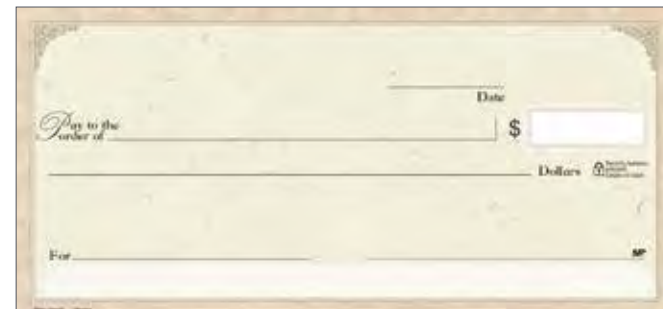 Date
Pay to the
order of
$
Dollars
For
MP